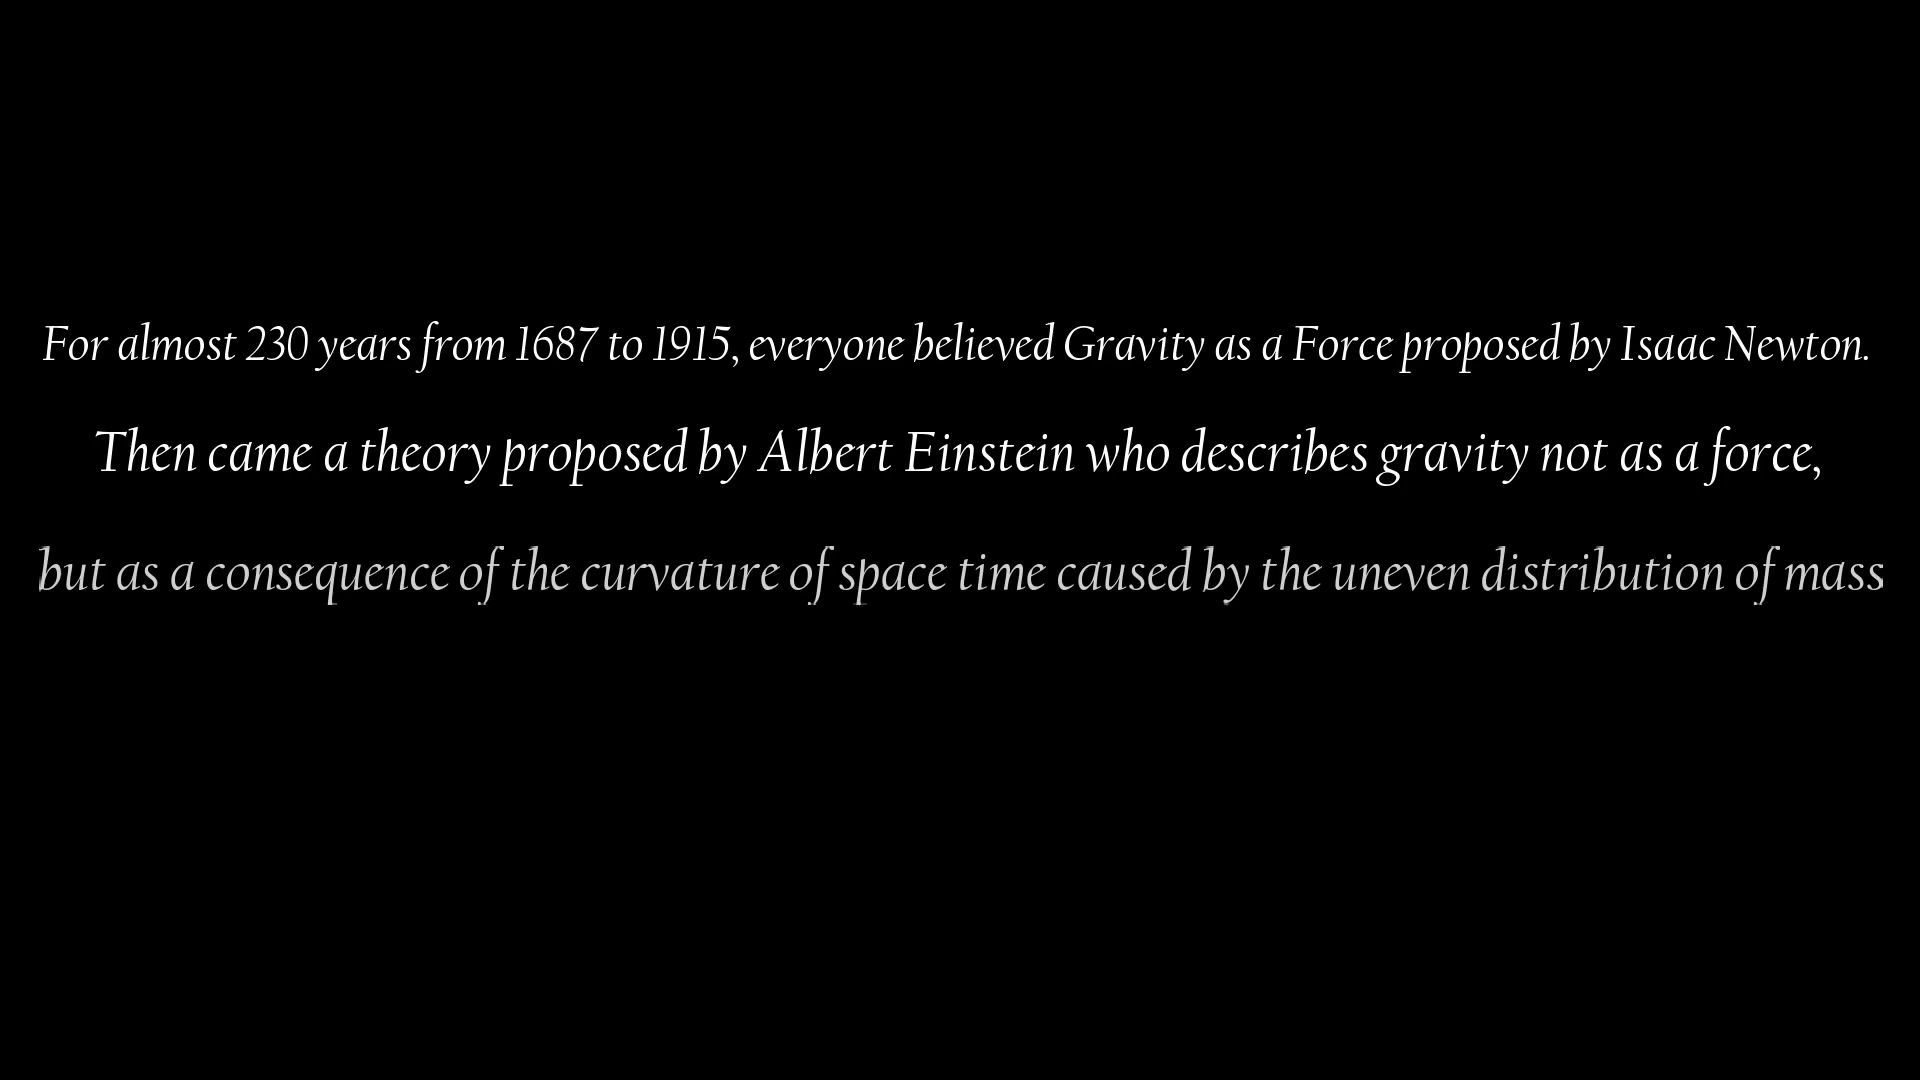 For almost 230 years from 1687 to 1915, everyone believed Gravity as a Force proposed by Isaac Newton.
Then came a theory proposed by Albert Einstein who describes gravity not as a force,
but as a consequence of the curvature of space time caused by the uneven distribution of mass